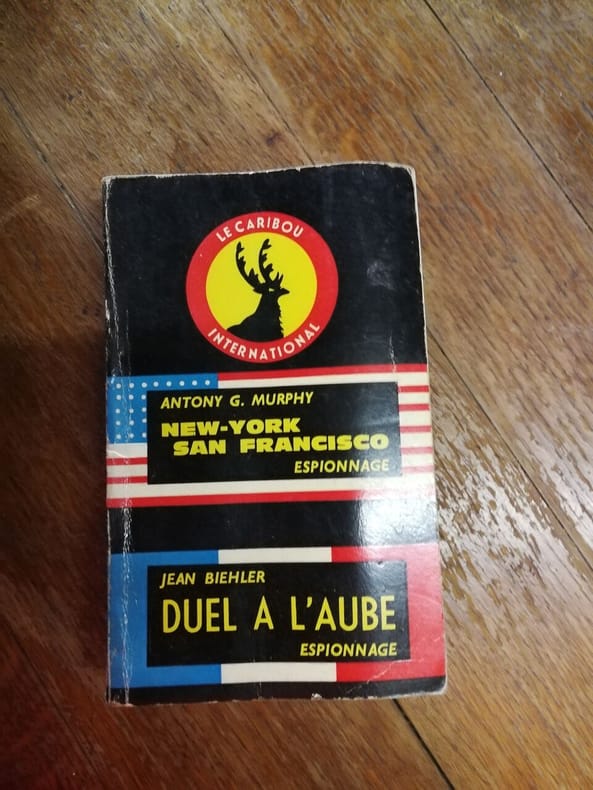 LE CARIBOU
INTERNATIONAL
ANTONY G. MURPHY
NEW-YORK
SAN FRANCISCO
ESPIONNAGE
JEAN BIEHLER
DUEL A L'AUBE
ESPIONNAGE